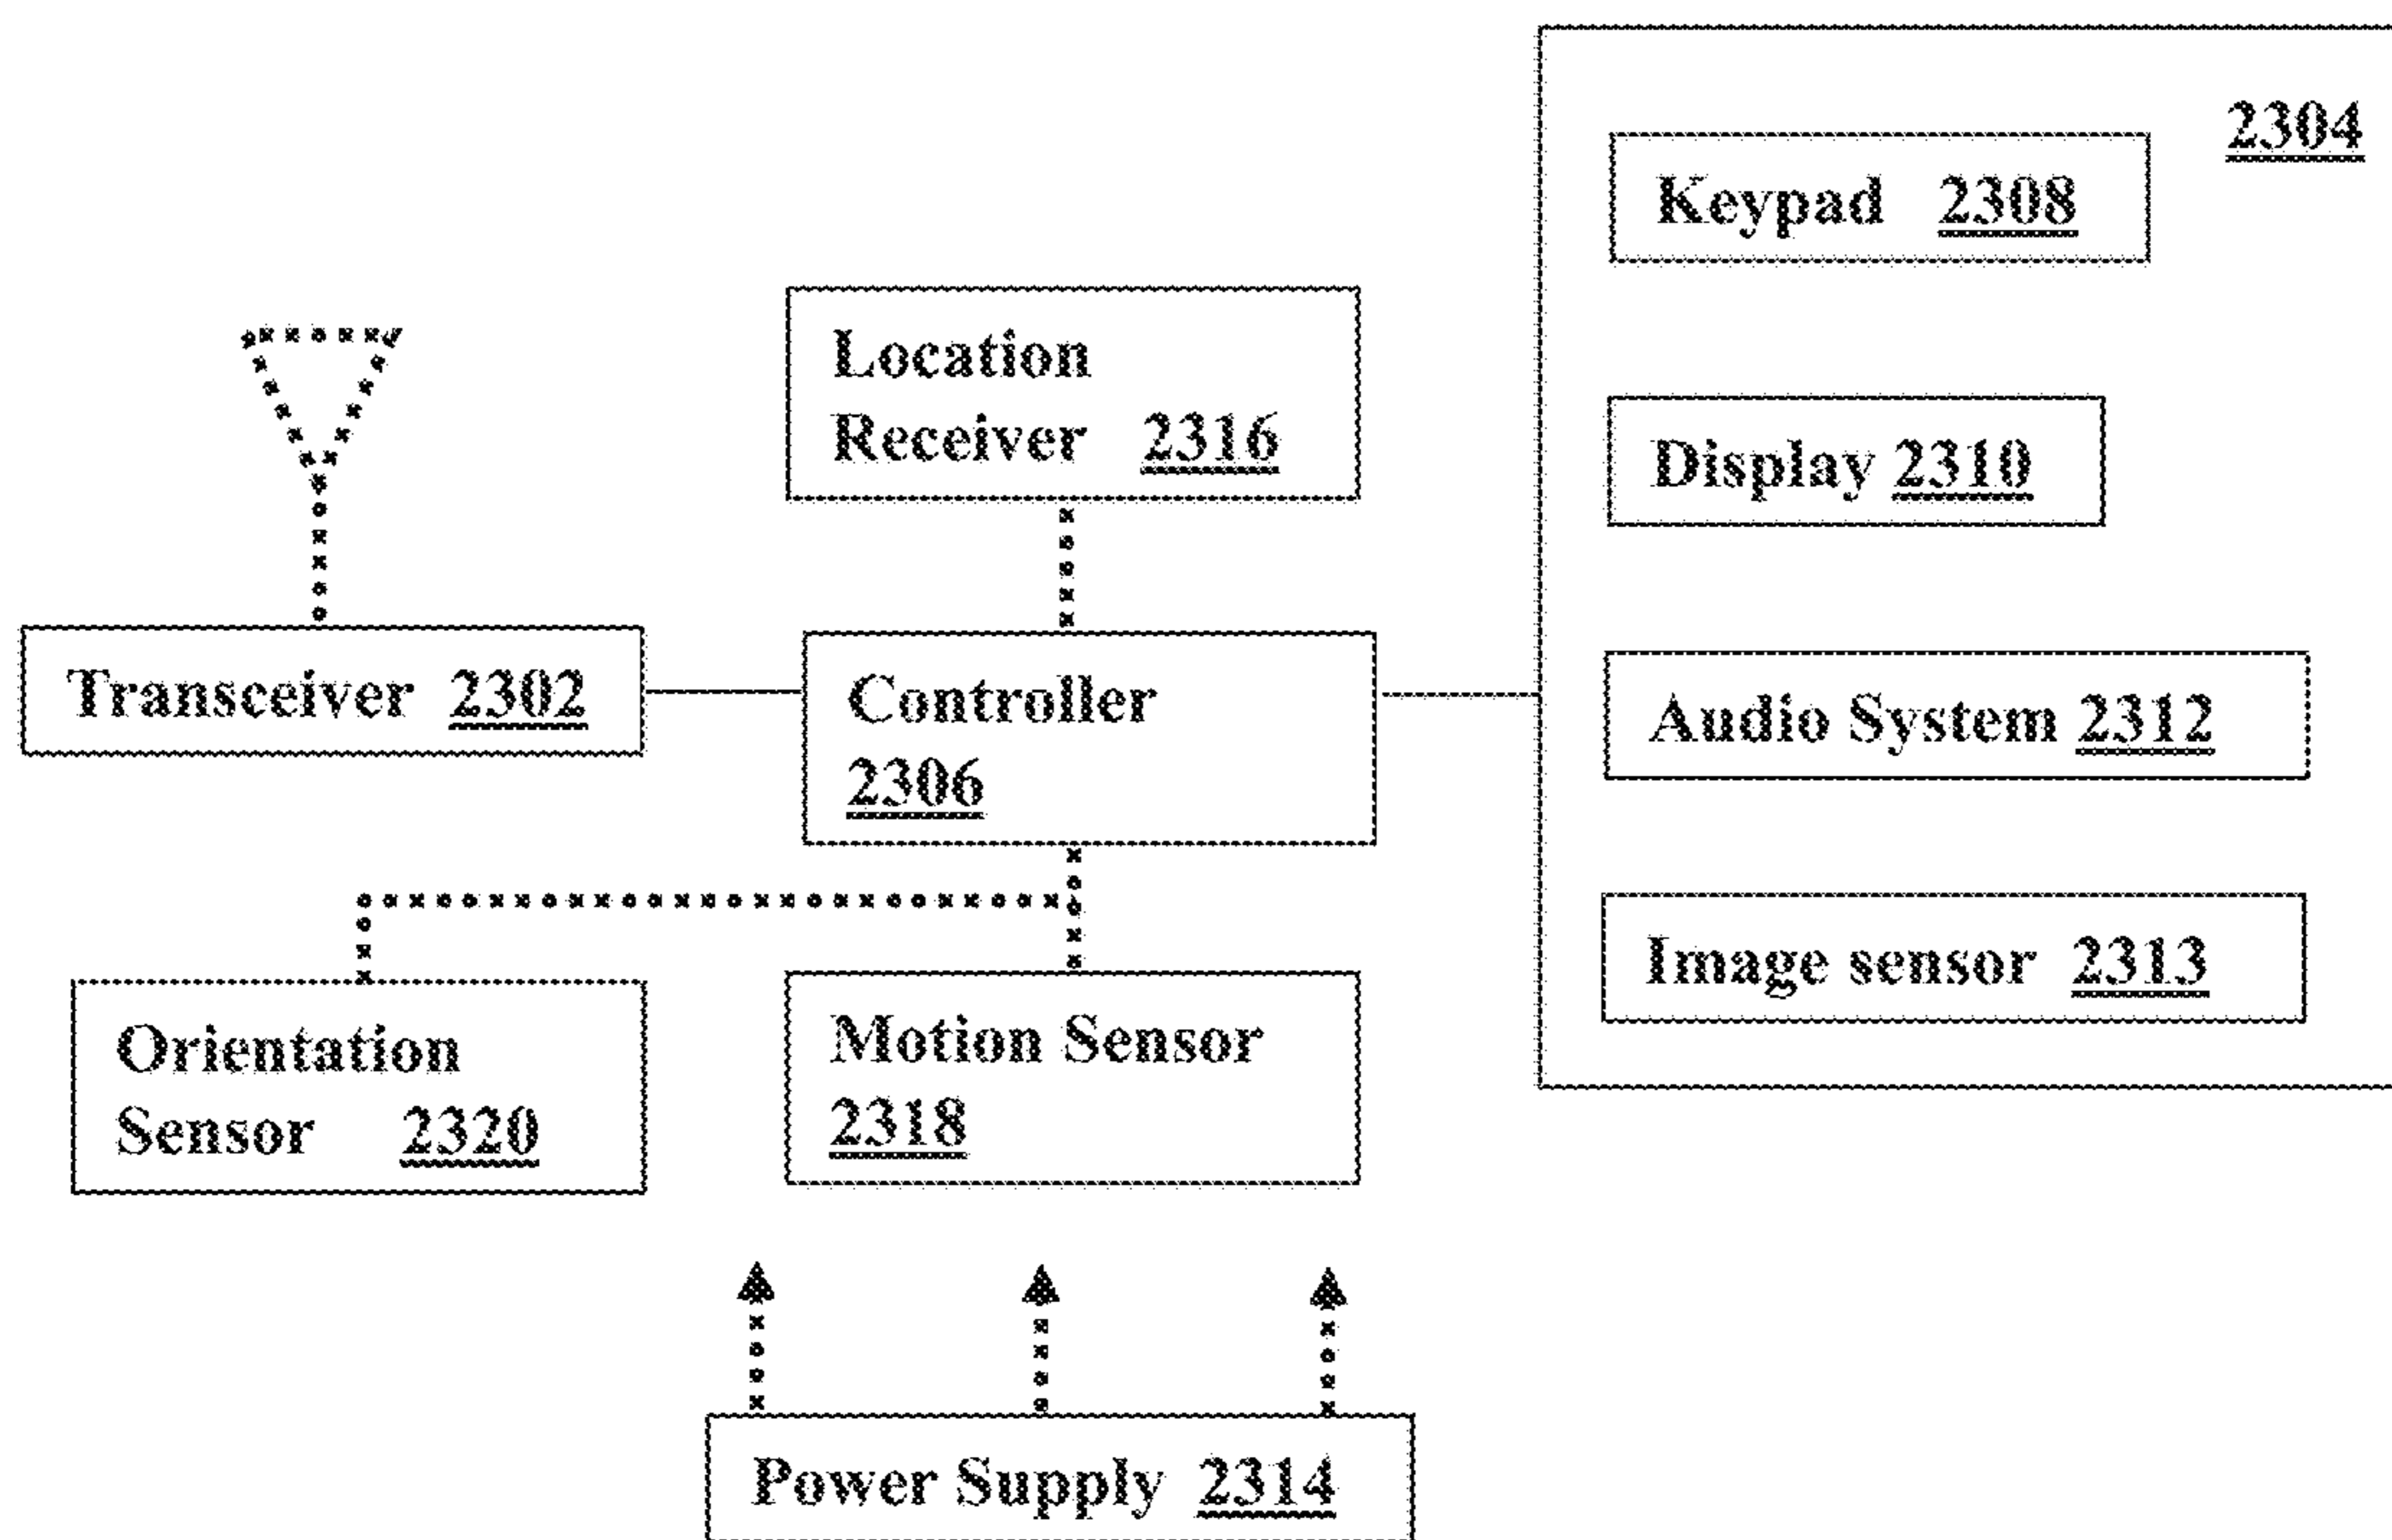 2304
Keypad 2308
Location
Receiver 2316
Display 2310
Transceiver 2302
Controller
2306
Audio System 2312
Image sensor 2313
Orientation
Sensor 2320
Motion Sensor
2318
Power Supply 2314